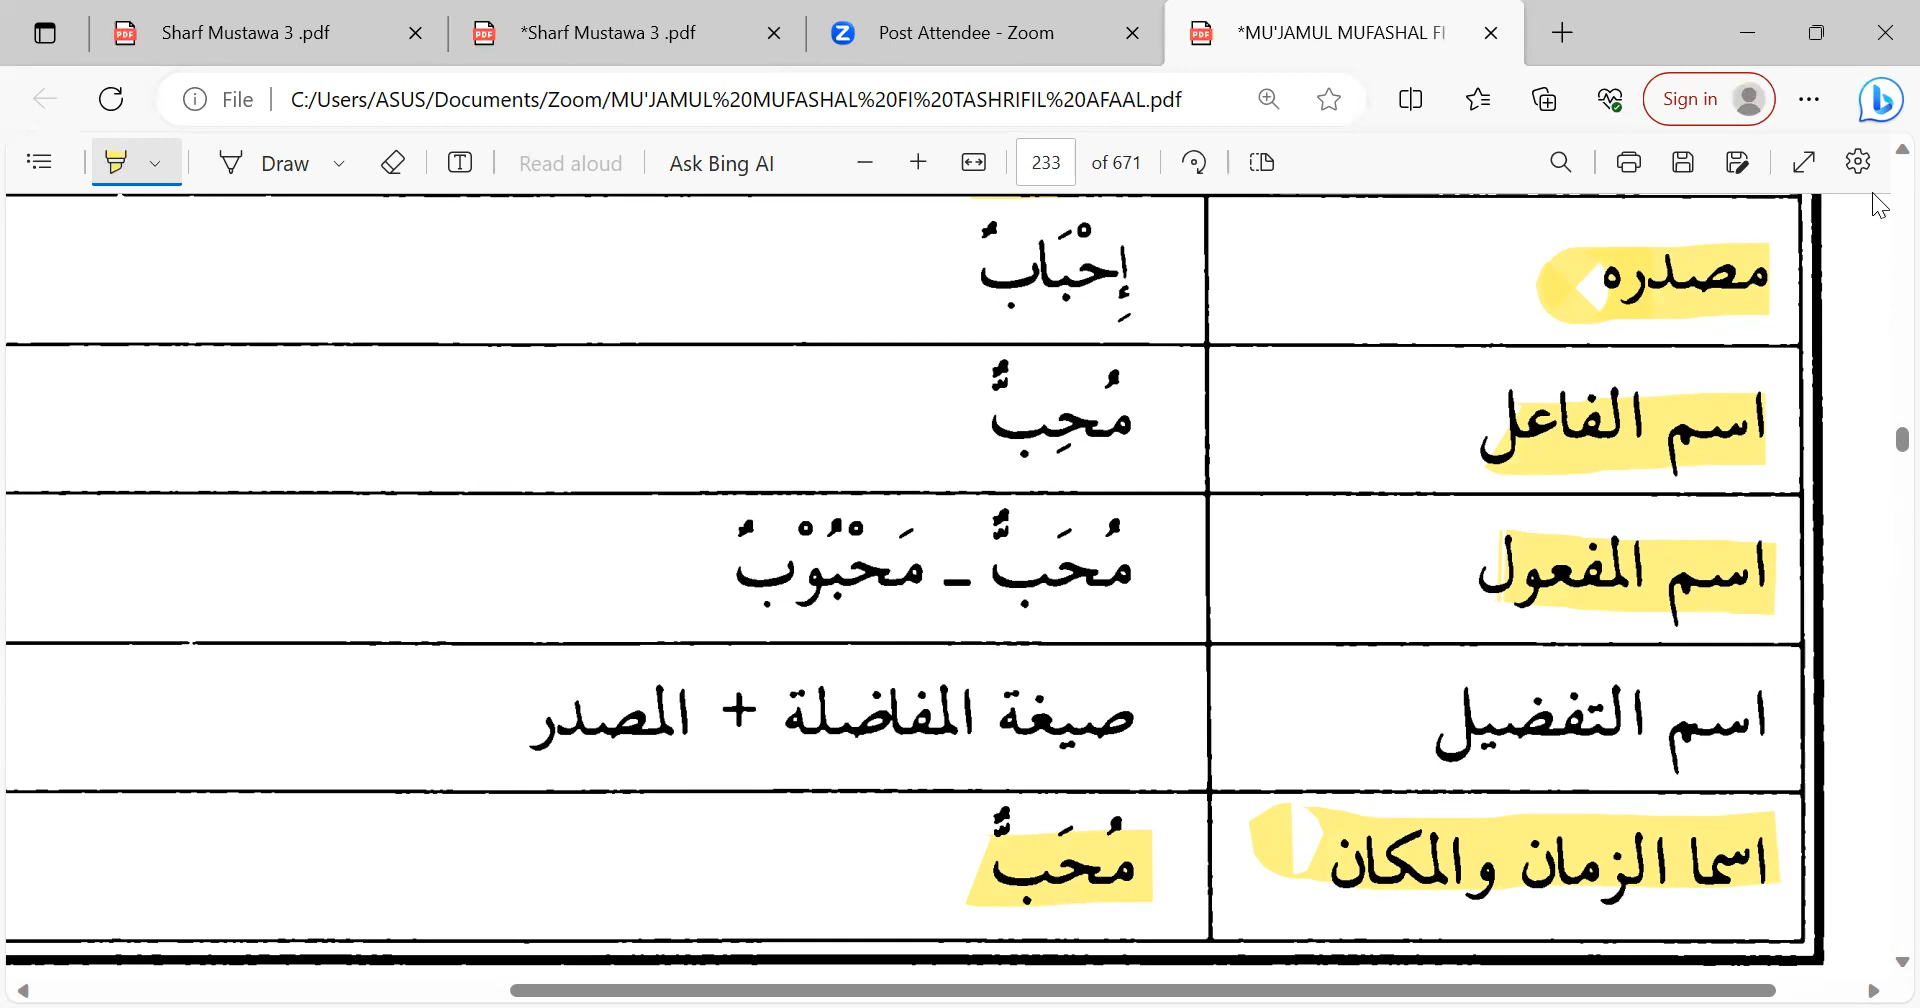 Sharf Mustawa 3 .pdf
*Sharf Mustawa 3 .pdf
Post Attendee - Zoom
*MU'JAMUL MUFASHAL FI
File
C:/Users/ASUS/Documents/Zoom/MU'JAMUL%20MUFASHAL%20FI%20TASHRIFIL%20AFAAL.pdf
Sign in
Draw
Read aloud
Ask Bing AI
233 of 671
مصدره إِحْبَابٌ
اسم الفاعل مُحِبٌّ
اسم المفعول مُحَبٌّ - مَحْبُوْبٌ
اسم التفضيل صيغة المفاضلة + المصدر
اسما الزمان والمكان مُحَبٌّ